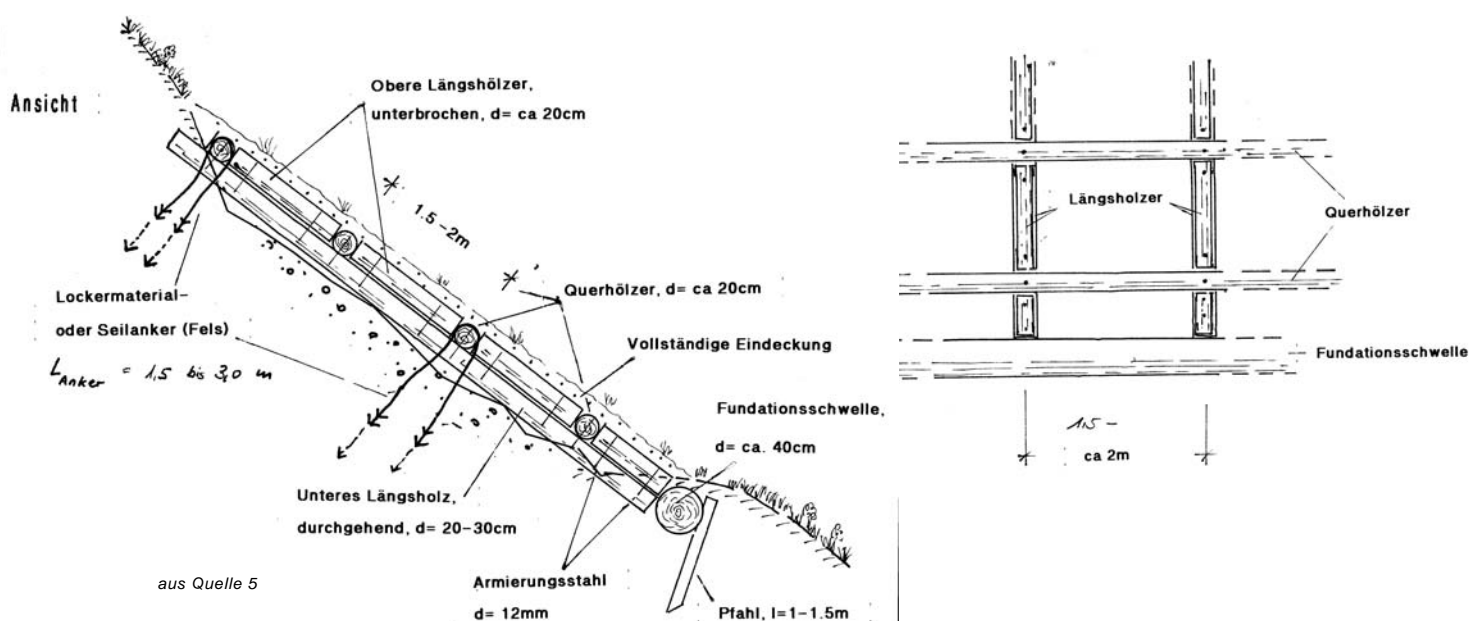 Ansicht
Obere Längshölzer,
unterbrochen, d= ca 20cm
1.5-2m
Lockermaterial-
oder Seilanker (Fels)
L Anker = 1,5 bis 3,0 m
Querhölzer, d= ca 20cm
Vollständige Eindeckung
Fundationsschwelle,
d= ca. 40cm
Unteres Längsholz,
durchgehend, d= 20-30cm
aus Quelle 5
Armierungsstahl
d= 12mm
Pfahl, l=1-1.5m
Längsholzer
Querhölzer
Fundationsschwelle
1.5 -
ca 2m